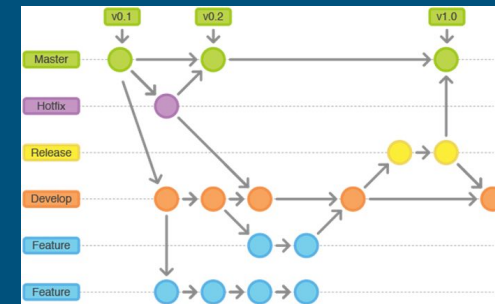 v0.1 v0.2 v1.0
Master
Hotfix
Release
Develop
Feature
Feature